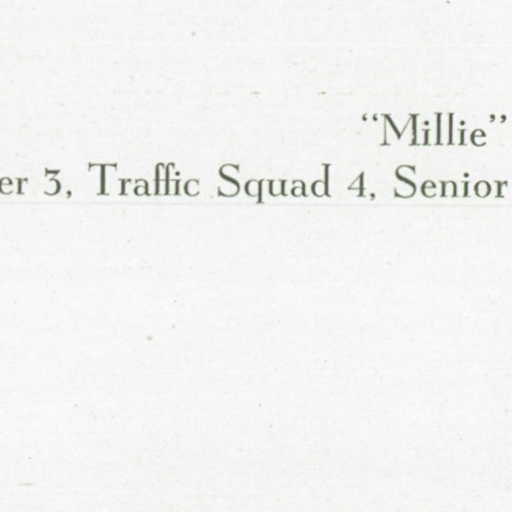 “Millie”
er 3, Traffic Squad 4, Senior